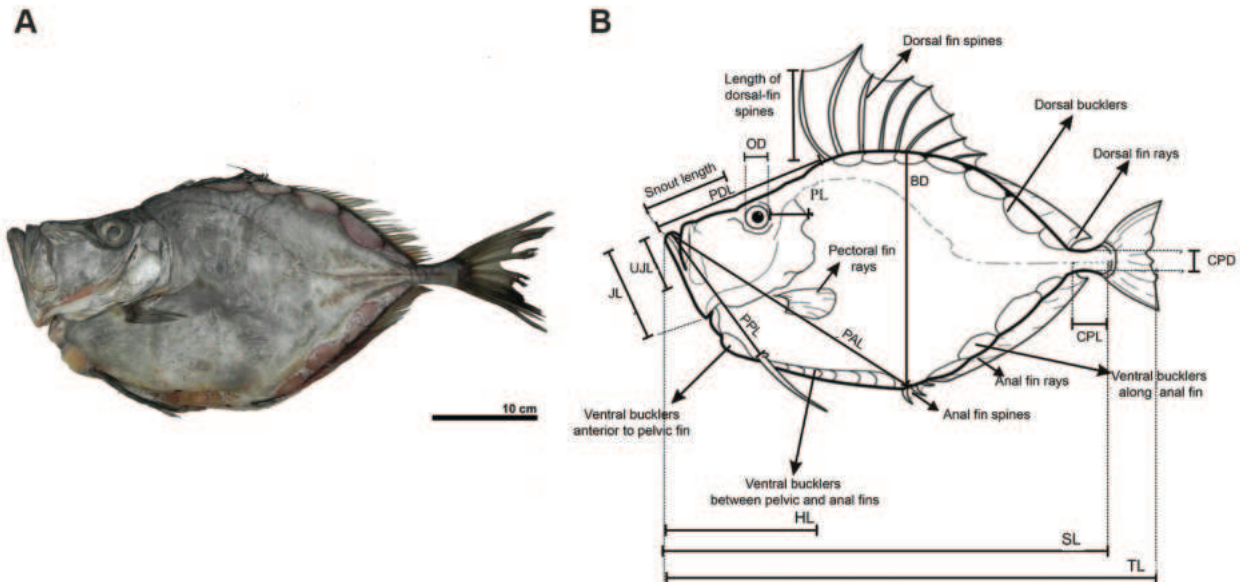 A
B
Dorsal fin spines
Length of
dorsal-fin
spines
Dorsal bucklers
OD
Dorsal fin rays
Snout length
PDL
BD
PL
UJL
JL
Pectoral fin
rays
CPD
PPL
PAL
CPL
Anal fin rays
Ventral bucklers
along anal fin
Anal fin spines
Ventral bucklers
anterior to pelvic fin
10 cm
Ventral bucklers
between pelvic and anal fins
HL
SL
TL